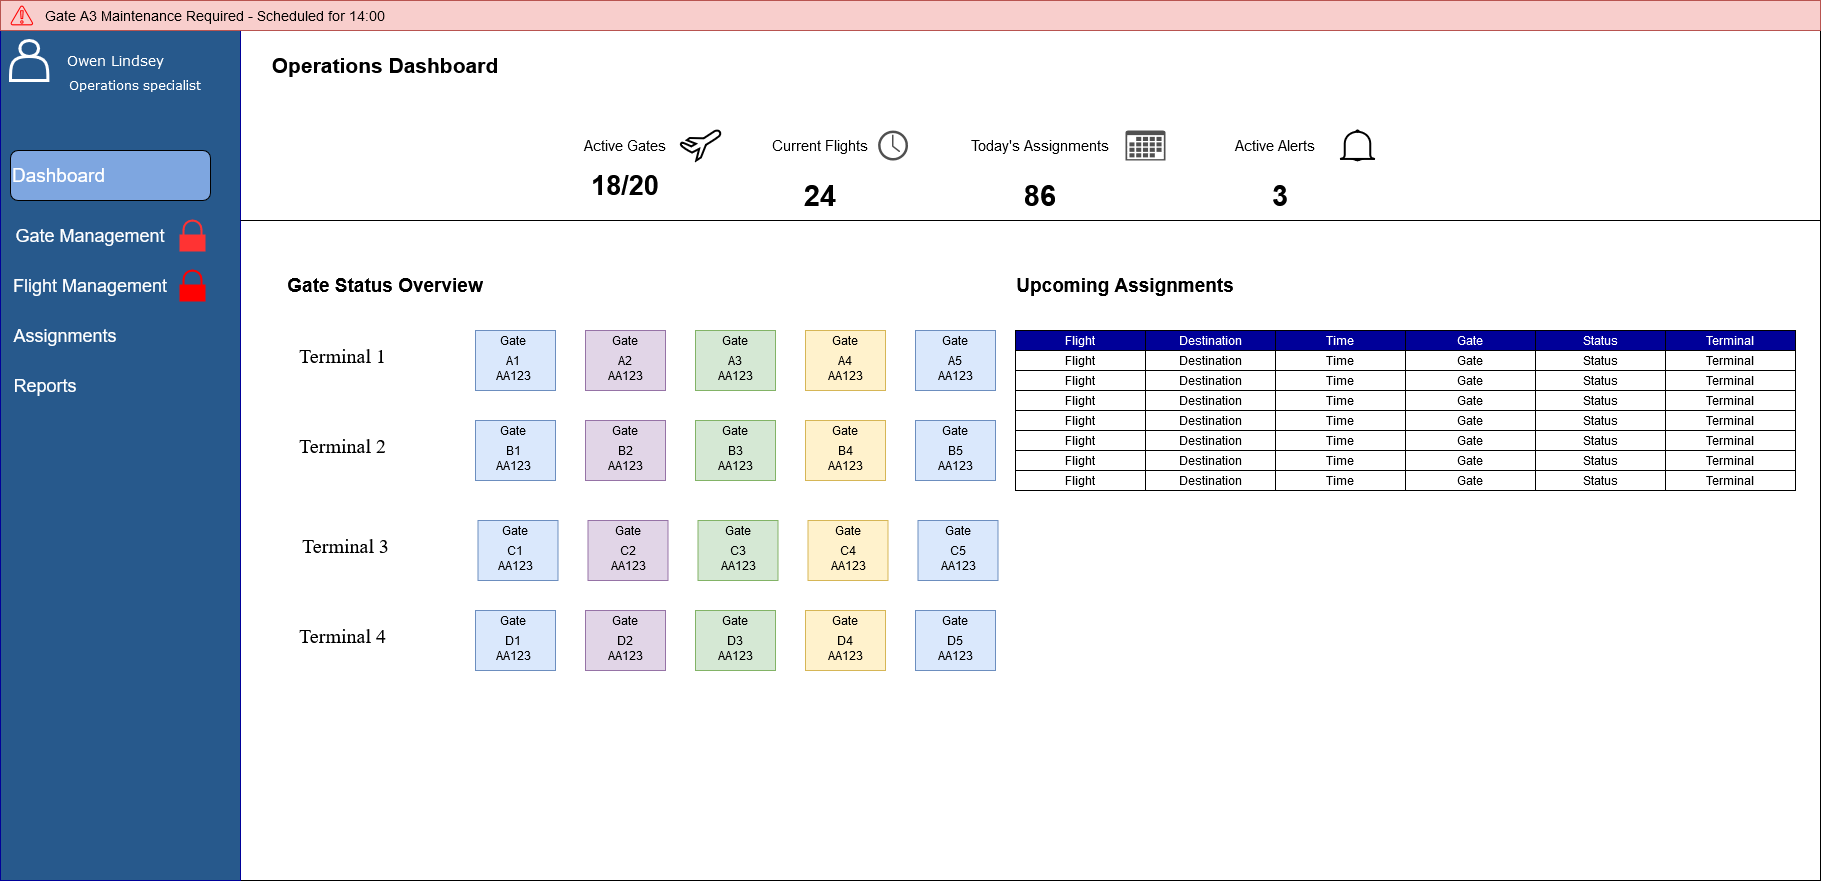 Gate A3 Maintenance Required - Scheduled for 14:00
Owen Lindsey
Operations specialist
Dashboard
Gate Management
Flight Management
Assignments
Reports
Operations Dashboard
Active Gates
18/20
Current Flights
24
Today's Assignments
86
Active Alerts
3
Gate Status Overview
Terminal 1
Gate
A1
AA123
Gate
A2
AA123
Gate
A3
AA123
Gate
A4
AA123
Gate
A5
AA123
Terminal 2
Gate
B1
AA123
Gate
B2
AA123
Gate
B3
AA123
Gate
B4
AA123
Gate
B5
AA123
Terminal 3
Gate
C1
AA123
Gate
C2
AA123
Gate
C3
AA123
Gate
C4
AA123
Gate
C5
AA123
Terminal 4
Gate
D1
AA123
Gate
D2
AA123
Gate
D3
AA123
Gate
D4
AA123
Gate
D5
AA123
Upcoming Assignments
Flight Destination Time Gate Status Terminal
Flight Destination Time Gate Status Terminal
Flight Destination Time Gate Status Terminal
Flight Destination Time Gate Status Terminal
Flight Destination Time Gate Status Terminal
Flight Destination Time Gate Status Terminal
Flight Destination Time Gate Status Terminal
Flight Destination Time Gate Status Terminal